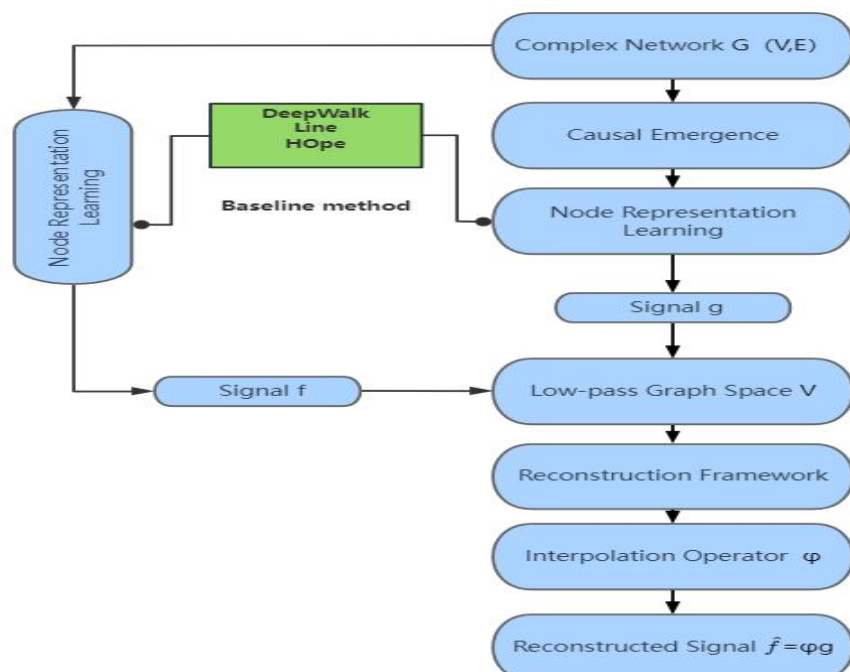 Complex Network G (V,E)
DeepWalk
Line
HOpe
Causal Emergence
Node Representation
Learning
Baseline method
Node Representation
Learning
Signal g
Signal f
Low-pass Graph Space V
Reconstruction Framework
Interpolation Operator φ
Reconstructed Signal f̂=φg